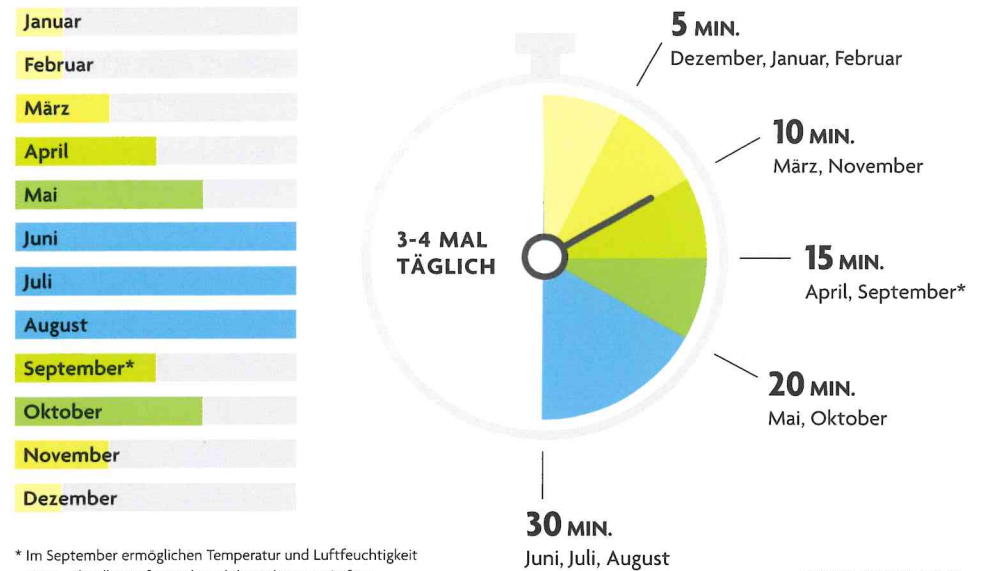 Januar
Februar
März
April
Mai
Juni
Juli
August
September*
Oktober
November
Dezember
* Im September ermöglichen Temperatur und Luftfeuchtigkeit
3-4 MAL
TÄGLICH
5 MIN.
Dezember, Januar, Februar
10 MIN.
März, November
15 MIN.
April, September*
20 MIN.
Mai, Oktober
30 MIN.
Juni, Juli, August